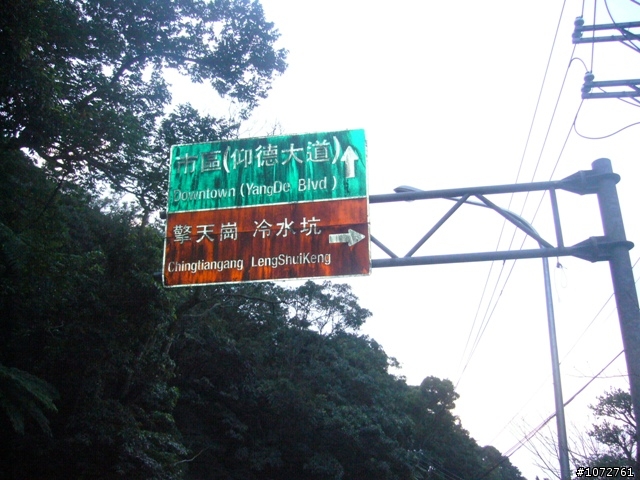 市區(仰德大道)
Downtown (YangDe Blvd)
擎天崗 冷水坑
Chingtiangang LengShuiKeng
#1072761